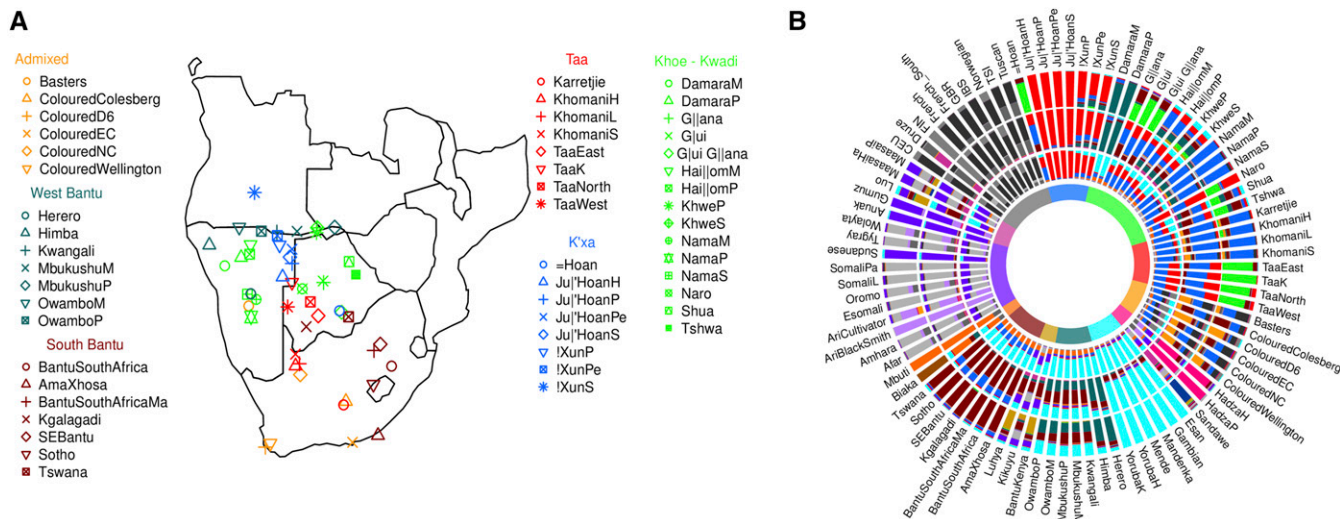 A
Admixed
Basters
ColouredColesberg
ColouredD6
ColouredEC
ColouredNC
ColouredWellington
West Bantu
Herero
Himba
Kwangali
MbukushuM
MbukushuP
OwamboM
OwamboP
South Bantu
BantuSouthAfrica
AmaXhosa
BantuSouthAfricaMa
Kgalagadi
SEBantu
Sotho
Tswana
Taa
Karretjie
KhomaniH
KhomaniL
KhomaniS
TaaEast
TaaK
TaaNorth
TaaWest
K'xa
=Hoan
Ju|'HoanH
Ju|'HoanP
Ju|'HoanPe
Ju|'HoanS
!XunP
!XunPe
!XunS
Khoe - Kwadi
DamaraM
DamaraP
G||ana
G|ui
G|ui G||ana
Hai||omM
Hai||omP
KhweP
KhweS
NamaM
NamaP
NamaS
Naro
Shua
Tshwa
B
=Hoan
Ju|'HoanH
Ju|'HoanP
Ju|'HoanPe
Ju|'HoanS
!XunP
!XunPe
!XunS
DamaraM
DamaraP
G||ana
G|ui
G|ui G||ana
Hai||omM
Hai||omP
KhweP
KhweS
NamaM
NamaP
NamaS
Naro
Shua
Tshwa
Karretjie
KhomaniH
KhomaniL
KhomaniS
TaaEast
TaaK
TaaNorth
TaaWest
Basters
ColouredColesberg
ColouredD6
ColouredEC
ColouredNC
ColouredWellington
HadzaH
HadzaP
Sandawe
Esan
Gambian
Mandenka
Mende
YorubaH
YorubaK
Herero
Himba
Kwangali
MbukushuM
MbukushuP
OwamboM
OwamboP
BantuKenya
Kikuyu
Luhya
AmaXhosa
BantuSouthAfrica
BantuSouthAfricaMa
Kgalagadi
SEBantu
Sotho
Tswana
Biaka
Mbuti
Afar
Amhara
AriBlackSmith
AriCultivator
Esomali
Oromo
SomaliL
SomaliPa
Sudanese
Tygray
Wolayta
Anuak
Gumuz
Luo
MaasaiHa
MaasaiP
CEU
Druze
FIN
French
French_South
GBR
IBS
Norwegian
TSI
Tuscan